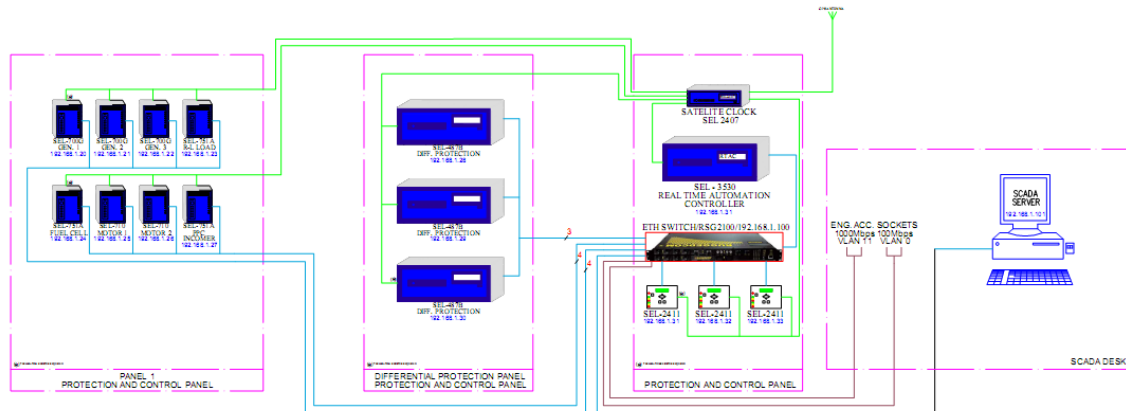 SATELITE CLOCK
SEL 2407
SEL-700G
GEN. 1
192.168.1.20
SEL-700G
GEN. 2
192.168.1.21
SEL-700G
GEN. 3
192.168.1.22
SEL-751A
R-L LOAD
192.168.1.23
SEL-487B
DIFF. PROTECTION
192.168.1.28
RTAC
SEL - 3530
REAL TIME AUTOMATION
CONTROLLER
192.168.1.31
SEL-751A
FUEL CELL
192.168.1.24
SEL-710
MOTOR 1
192.168.1.25
SEL-710
MOTOR 2
192.168.1.26
SEL-751A
INCOMER
192.168.1.27
SEL-487B
DIFF. PROTECTION
192.168.1.29
3
4
4
ETH SWITCH/RSG2100/192.168.1.100
SEL-487B
DIFF. PROTECTION
192.168.1.30
SEL-2411
192.168.1.31
SEL-2411
192.168.1.32
SEL-2411
192.168.1.33
ENG. ACC. SOCKETS
1000Mbps 100Mbps
VLAN 11 VLAN 0
SCADA
SERVER
192.168.1.101
PANEL 1
PROTECTION AND CONTROL PANEL
DIFFERENTIAL PROTECTION PANEL
PROTECTION AND CONTROL PANEL
PROTECTION AND CONTROL PANEL
SCADA DESK